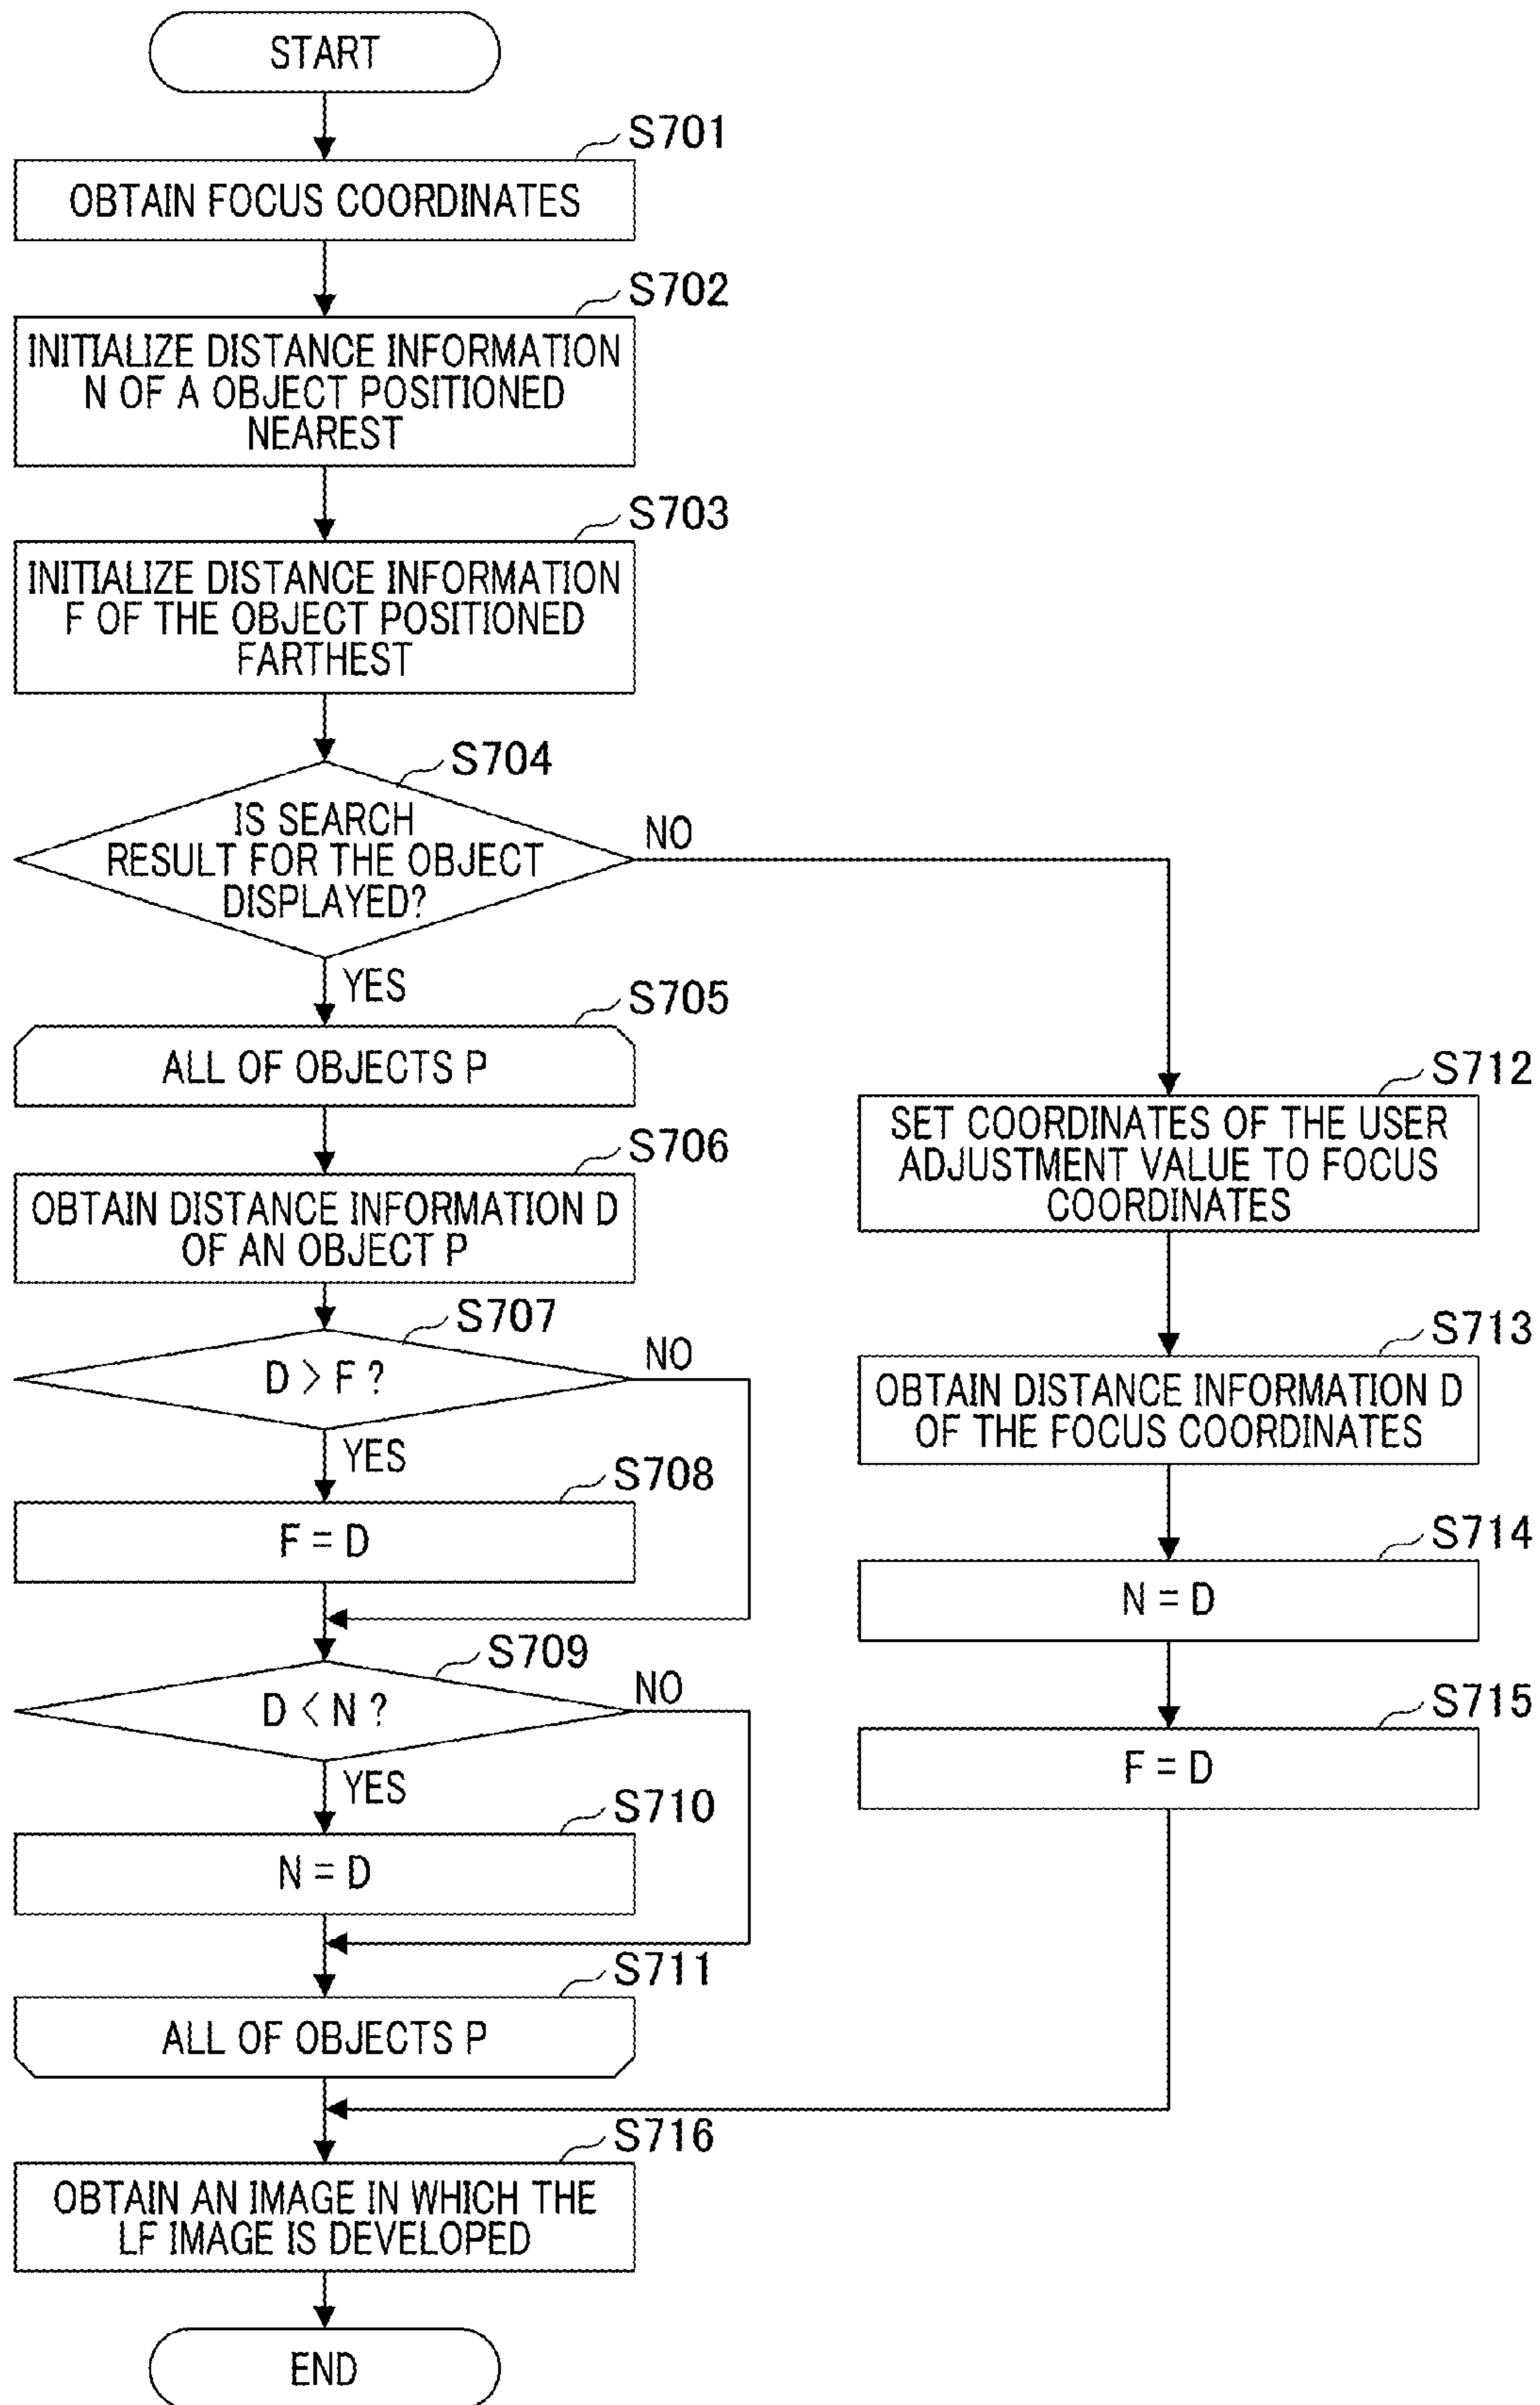 START
S701
OBTAIN FOCUS COORDINATES
S702
INITIALIZE DISTANCE INFORMATION
N OF A OBJECT POSITIONED
NEAREST
S703
INITIALIZE DISTANCE INFORMATION
F OF THE OBJECT POSITIONED
FARTHEST
S704
IS SEARCH
RESULT FOR THE OBJECT
DISPLAYED?
NO
YES
S705
ALL OF OBJECTS P
S706
OBTAIN DISTANCE INFORMATION D
OF AN OBJECT P
S707
D > F ?
NO
YES
S708
F = D
S709
D < N ?
NO
YES
S710
N = D
S711
ALL OF OBJECTS P
S712
SET COORDINATES OF THE USER
ADJUSTMENT VALUE TO FOCUS
COORDINATES
S713
OBTAIN DISTANCE INFORMATION D
OF THE FOCUS COORDINATES
S714
N = D
S715
F = D
S716
OBTAIN AN IMAGE IN WHICH THE
LF IMAGE IS DEVELOPED
END